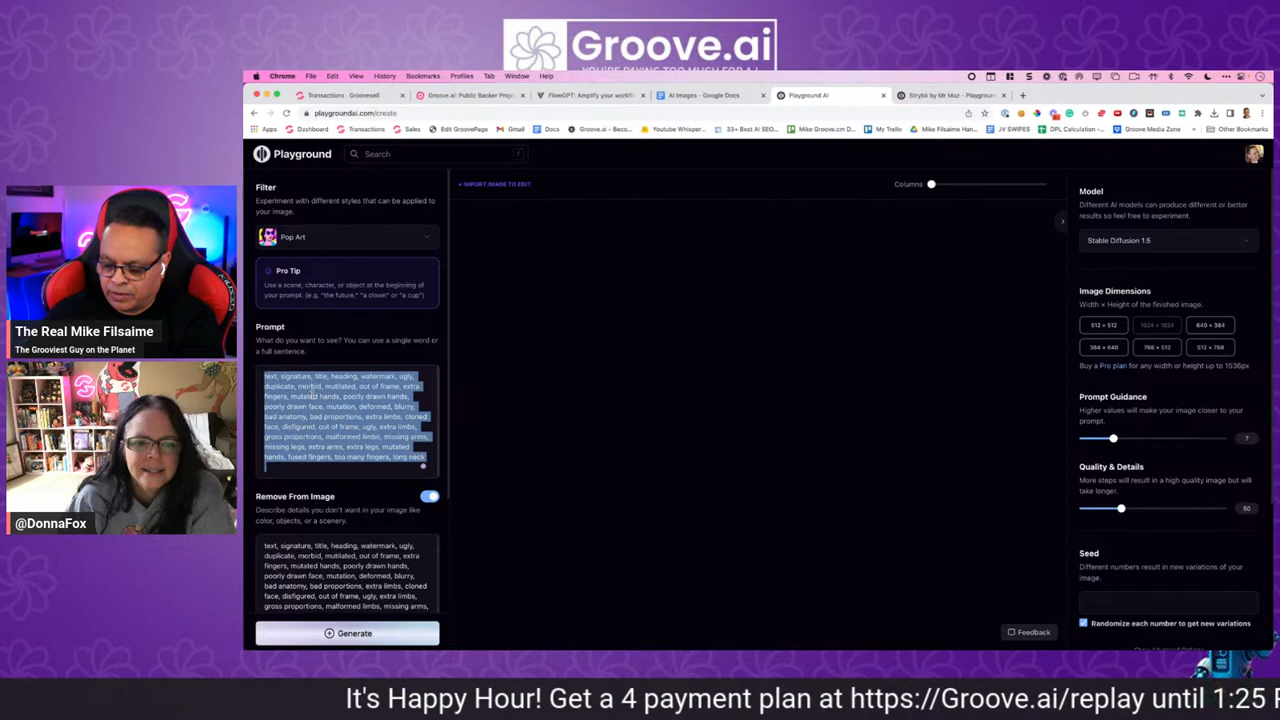 Groove.ai
YOU'RE PAYING TOO MUCH FOR A.I.
Chrome File Edit View History Bookmarks Profiles Tab Window Help
Transactions : Groovesell
Groove.ai: Public Backer Proje
FlowGPT: Amplify your workfl
AI Images - Google Docs
Playground AI
Strybk by Mr Muz - Playground
playgroundai.com/create
Apps Dashboard Transactions Sales Edit GroovePage Gmail Docs Groove.ai - Beco... Youtube Whisper... 33+ Best AI SEO... Mike Groove.cm D... My Trello Mike Filsaime Han... JV SWIPES DPL Calculation -... Groove Media Zone Other Bookmarks
Playground
Search
/
Filter
Experiment with different styles that can be applied to
your image.
Pop Art
Pro Tip
Use a scene, character, or object at the beginning of
your prompt. (e.g. "the future," "a clown" or "a cup")
Prompt
What do you want to see? You can use a single word or
a full sentence.
text, signature, title, heading, watermark, ugly,
duplicate, morbid, mutilated, out of frame, extra
fingers, mutated hands, poorly drawn hands,
poorly drawn face, mutation, deformed, blurry,
bad anatomy, bad proportions, extra limbs, cloned
face, disfigured, out of frame, ugly, extra limbs,
gross proportions, malformed limbs, missing arms,
missing legs, extra arms, extra legs, mutated
hands, fused fingers, too many fingers, long neck
Remove From Image
Describe details you don't want in your image like
color, objects, or a scenery.
text, signature, title, heading, watermark, ugly,
duplicate, morbid, mutilated, out of frame, extra
fingers, mutated hands, poorly drawn hands,
poorly drawn face, mutation, deformed, blurry,
bad anatomy, bad proportions, extra limbs, cloned
face, disfigured, out of frame, ugly, extra limbs,
gross proportions, malformed limbs, missing arms,
Generate
+ IMPORT IMAGE TO EDIT
Columns
Feedback
Model
Different AI models can produce different or better
results so feel free to experiment.
Stable Diffusion 1.5
Image Dimensions
Width × Height of the finished image.
512 × 512 1024 × 1024 640 × 384
384 × 640 768 × 512 512 × 768
Buy a Pro plan for any width or height up to 1536px
Prompt Guidance
Higher values will make your image closer to your
prompt.
7
Quality & Details
More steps will result in a high quality image but will
take longer.
50
Seed
Different numbers result in new variations of your
image.
Randomize each number to get new variations
Show Advanced Options
The Real Mike Filsaime
The Grooviest Guy on the Planet
@DonnaFox
It's Happy Hour! Get a 4 payment plan at https://Groove.ai/replay until 1:25 P